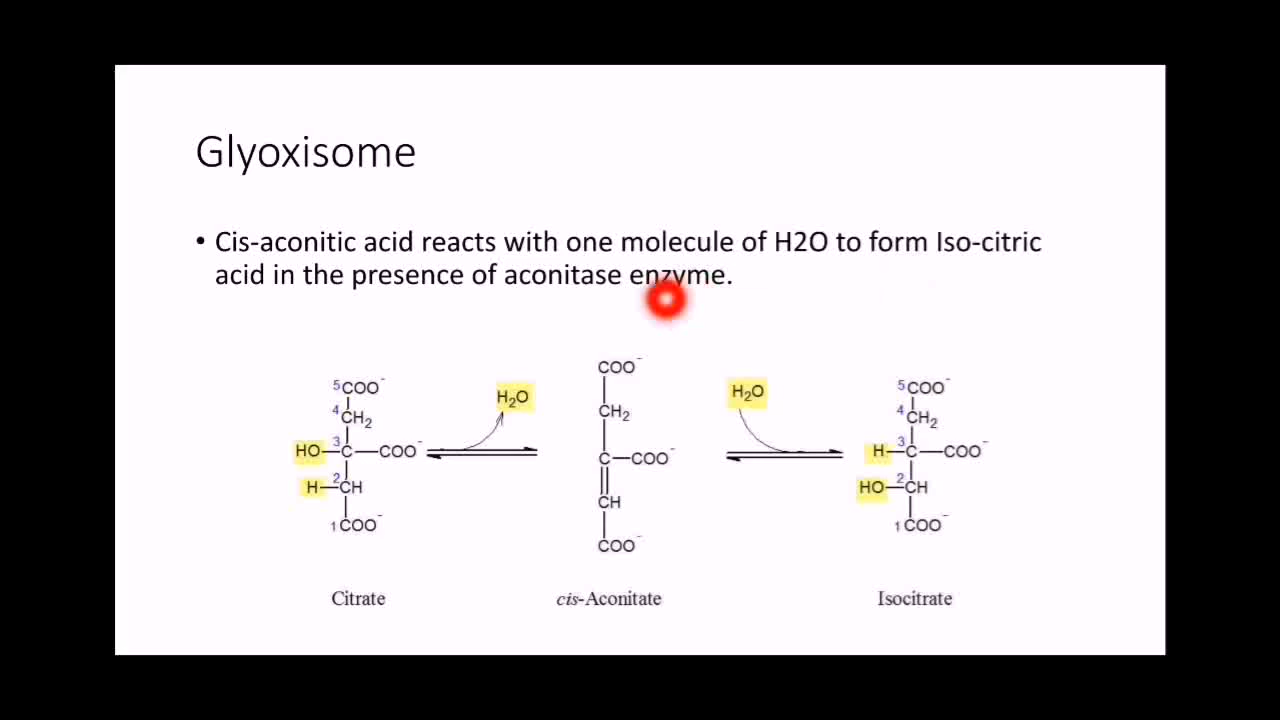 Glyoxisome
• Cis-aconitic acid reacts with one molecule of H2O to form Iso-citric
acid in the presence of aconitase enzyme.
5COO⁻
4CH₂
HO—3C—COO⁻
H—2CH
1COO⁻
Citrate
H₂O
COO⁻
CH₂
C—COO⁻
CH
COO⁻
cis-Aconitate
H₂O
5COO⁻
4CH₂
H—3C—COO⁻
HO—2CH
1COO⁻
Isocitrate